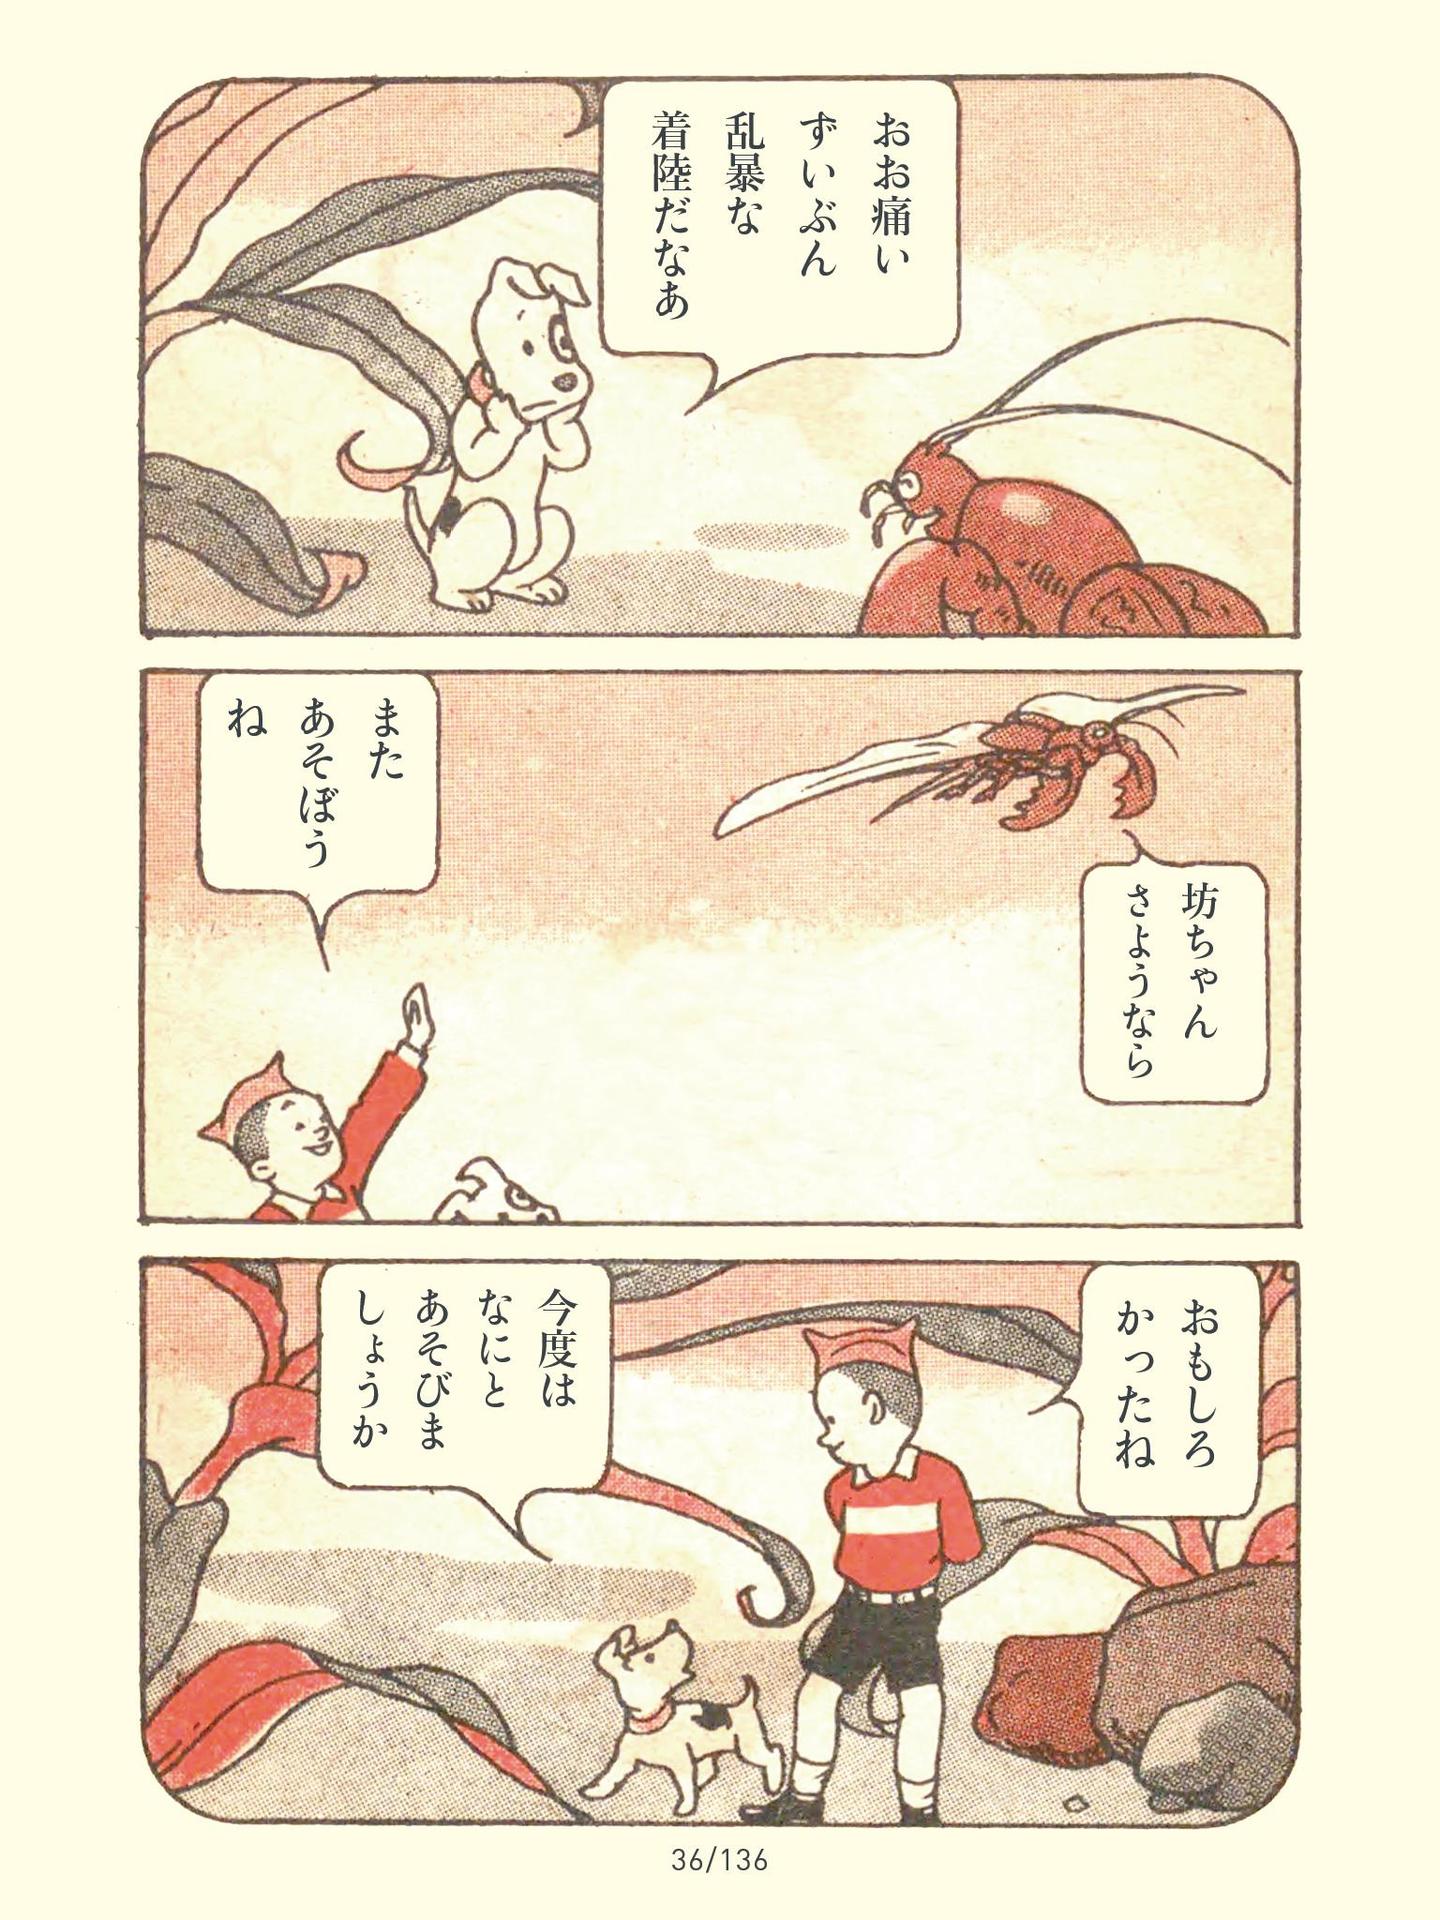 おお痛い
ずいぶん
乱暴な
着陸だなあ
坊ちゃん
さようなら
また
あそぼう
ね
おもしろ
かったね
今度は
なにと
あそびま
しょうか
36/136